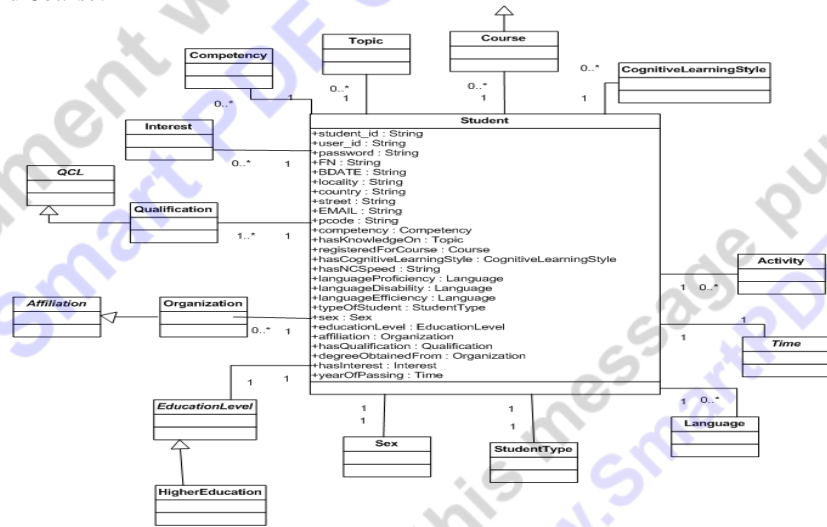 Competency
Topic
Course
CognitiveLearningStyle
0..*
1
0..*
1
0..*
1
0..*
1
Student
+student_id : String
+user_id : String
+password : String
+FN : String
+BDATE : String
+locality : String
+country : String
+street : String
+EMAIL : String
+pcode : String
+competency : Competency
+hasKnowledgeOn : Topic
+registeredForCourse : Course
+hasCognitiveLearningStyle : CognitiveLearningStyle
+hasNCSpeed : String
+languageProficiency : Language
+languageDisability : Language
+languageEfficiency : Language
+typeOfStudent : StudentType
+sex : Sex
+educationLevel : EducationLevel
+affiliation : Organization
+hasQualification : Qualification
+degreeObtainedFrom : Organization
+hasInterest : Interest
+yearOfPassing : Time
Interest
0..*
1
QCL
Qualification
1..*
1
Affiliation
Organization
0..*
1
1
1
EducationLevel
HigherEducation
Activity
1
0..*
1
1
Time
1
0..*
Language
1
1
Sex
1
1
StudentType